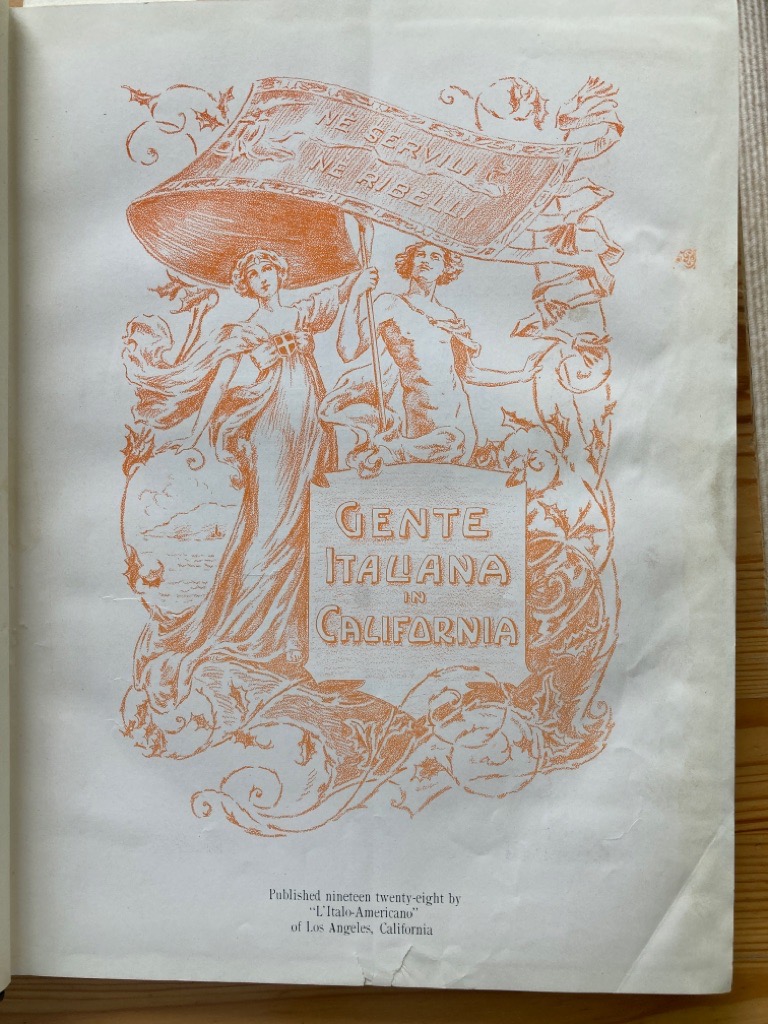 NÈ SERVILI
NÈ RIBELLI
GENTE
ITALIANA
IN
CALIFORNIA
Published nineteen twenty-eight by
"L'Italo-Americano"
of Los Angeles, California